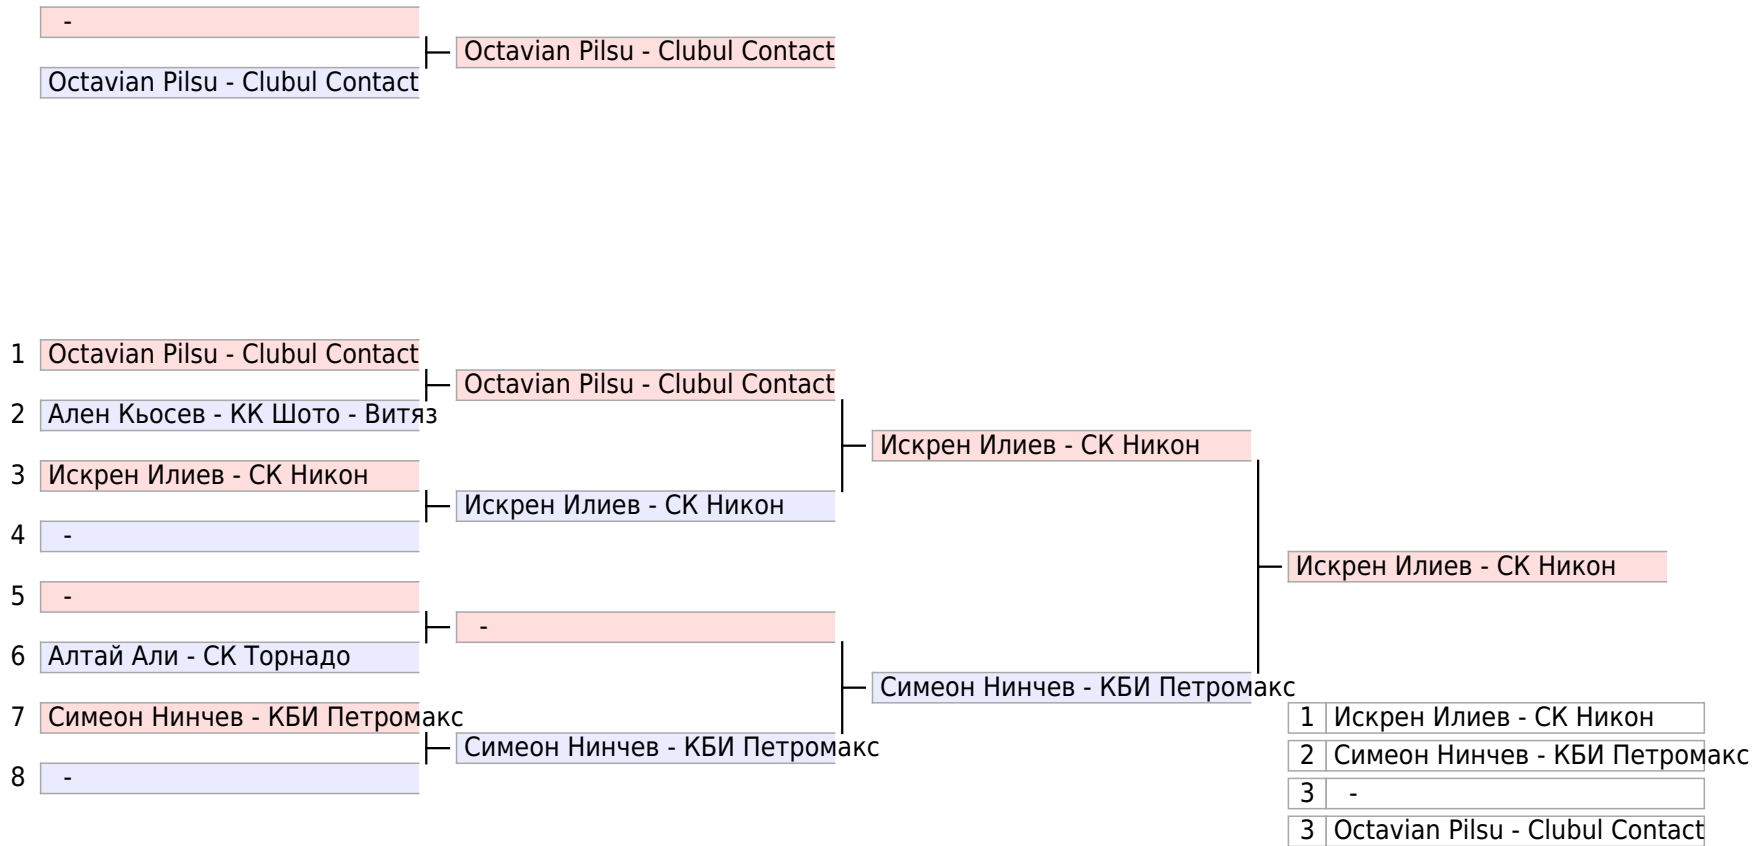 -
Octavian Pilsu - Clubul Contact
Octavian Pilsu - Clubul Contact
1 Octavian Pilsu - Clubul Contact
Octavian Pilsu - Clubul Contact
2 Ален Кьосев - КК Шото - Витяз
Искрен Илиев - СК Никон
3 Искрен Илиев - СК Никон
Искрен Илиев - СК Никон
4 -
Искрен Илиев - СК Никон
5 -
-
6 Алтай Али - СК Торнадо
Симеон Нинчев - КБИ Петромакс
7 Симеон Нинчев - КБИ Петромакс
Симеон Нинчев - КБИ Петромакс
8 -
1 Искрен Илиев - СК Никон
2 Симеон Нинчев - КБИ Петромакс
3 -
3 Octavian Pilsu - Clubul Contact